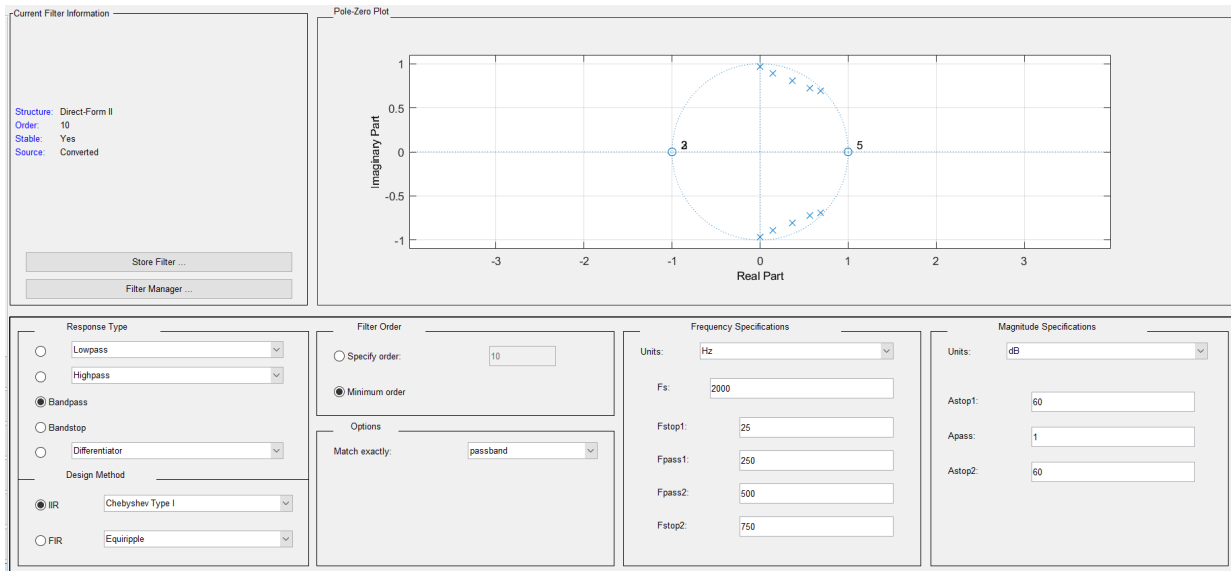 Current Filter Information
Structure: Direct-Form II
Order: 10
Stable: Yes
Source: Converted
Store Filter ...
Filter Manager ...
Pole-Zero Plot
Imaginary Part
1
0.5
0
-0.5
-1
5
-3
-2
-1
0
1
2
3
Real Part
Response Type
Lowpass
Highpass
Bandpass
Bandstop
Differentiator
Design Method
IIR
Chebyshev Type I
FIR
Equiripple
Filter Order
Specify order:
10
Minimum order
Options
Match exactly:
passband
Frequency Specifications
Units:
Hz
Fs:
2000
Fstop1:
25
Fpass1:
250
Fpass2:
500
Fstop2:
750
Magnitude Specifications
Units:
dB
Astop1:
60
Apass:
1
Astop2:
60